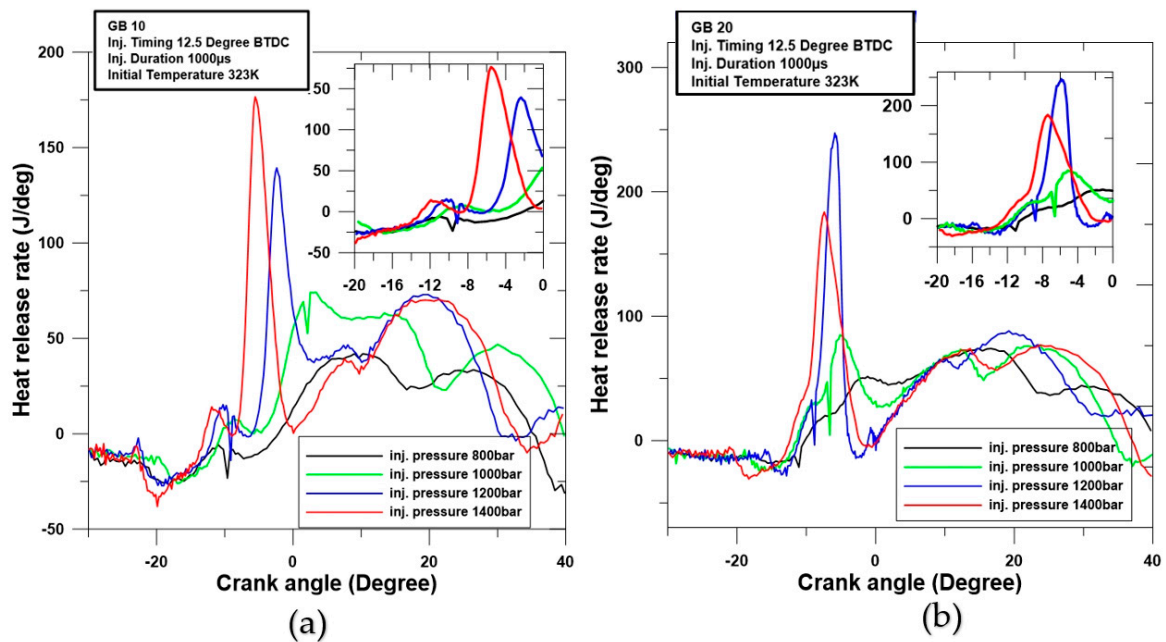 GB 10
Inj. Timing 12.5 Degree BTDC
Inj. Duration 1000μs
Initial Temperature 323K
200
150
100
50
0
-50
Heat release rate (J/deg)
75
50
25
0
-25
-20 -16 -12 -8 -4 0
inj. pressure 800bar
inj. pressure 1000bar
inj. pressure 1200bar
inj. pressure 1400bar
-20 0 20 40
Crank angle (Degree)
(a)
GB 20
Inj. Timing 12.5 Degree BTDC
Inj. Duration 1000μs
Initial Temperature 323K
300
200
100
0
Heat release rate (J/deg)
200
100
0
-20 -16 -12 -8 -4 0
inj. pressure 800bar
inj. pressure 1000bar
inj. pressure 1200bar
inj. pressure 1400bar
-20 0 20 40
Crank angle (Degree)
(b)